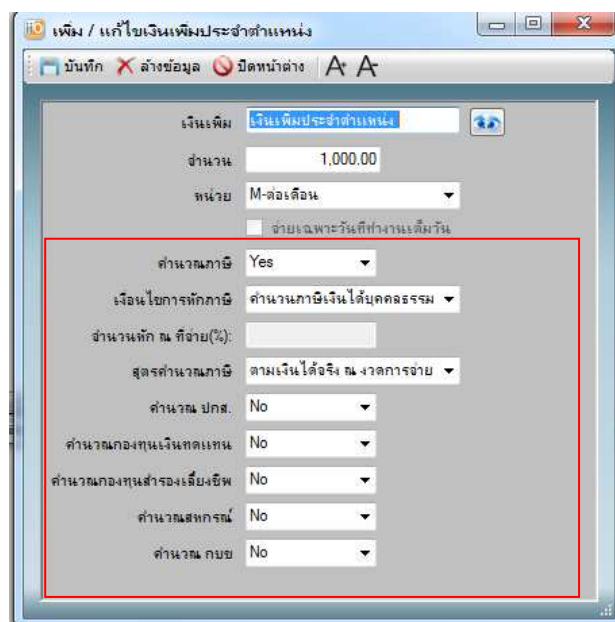 เพิ่ม / แก้ไขเงินเพิ่มประจำตำแหน่ง
บันทึก ล้างข้อมูล ปิดหน้าต่าง A+ A-
เงินเพิ่ม เงินเพิ่มประจำตำแหน่ง
จำนวน 1,000.00
หน่วย M-ต่อเดือน
จ่ายเฉพาะวันที่ทำงานเต็มวัน
คำนวณภาษี Yes
เงื่อนไขการหักภาษี คำนวนภาษีเงินได้บุคคลธรรม
จำนวนหัก ณ ที่จ่าย(%):
สูตรคำนวณภาษี ตามเงินได้จริง ณ งวดการจ่าย
คำนวณ ปกส. No
คำนวณกองทุนเงินทดแทน No
คำนวณกองทุนสำรองเลี้ยงชีพ No
คำนวณสหกรณ์ No
คำนวณ กบข No